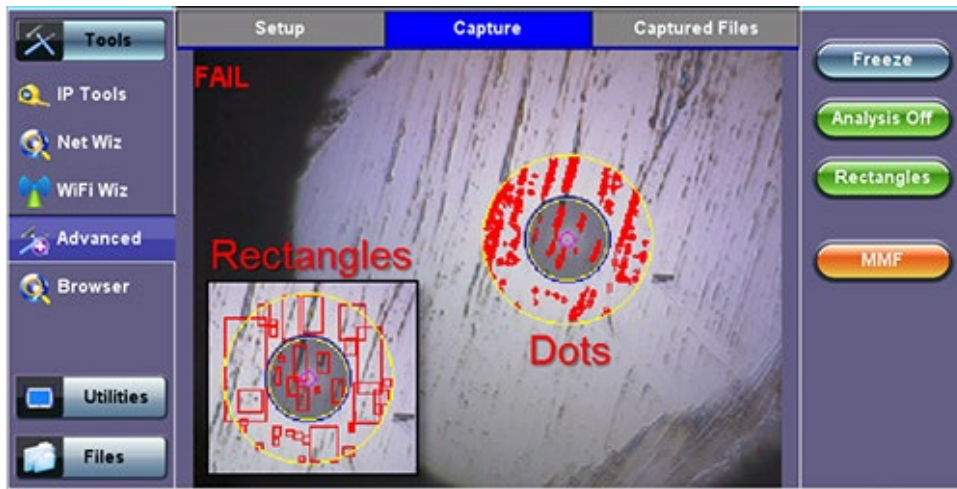 Tools
Setup
Capture
Captured Files
IP Tools
Net Wiz
WiFi Wiz
Advanced
Browser
Utilities
Files
FAIL
Rectangles
Dots
Freeze
Analysis Off
Rectangles
MMF